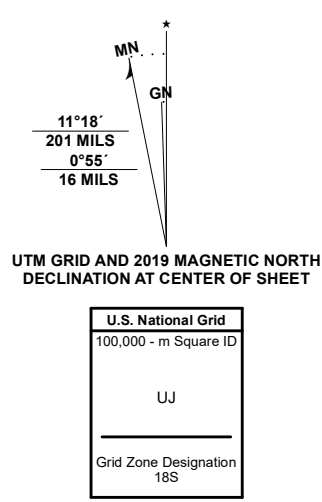 MN
GN
11°18´
201 MILS
0°55´
16 MILS
UTM GRID AND 2019 MAGNETIC NORTH
DECLINATION AT CENTER OF SHEET
U.S. National Grid
100,000 - m Square ID
UJ
Grid Zone Designation
18S